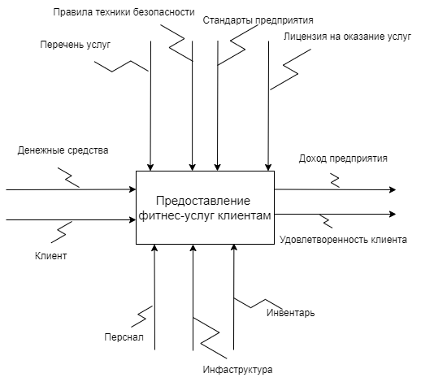 Правила техники безопасности
Стандарты предприятия
Лицензия на оказание услуг
Перечень услуг
Денежные средства
Доход предприятия
Предоставление
фитнес-услуг клиентам
Удовлетворенность клиента
Клиент
Инвентарь
Перснал
Инфаструктура